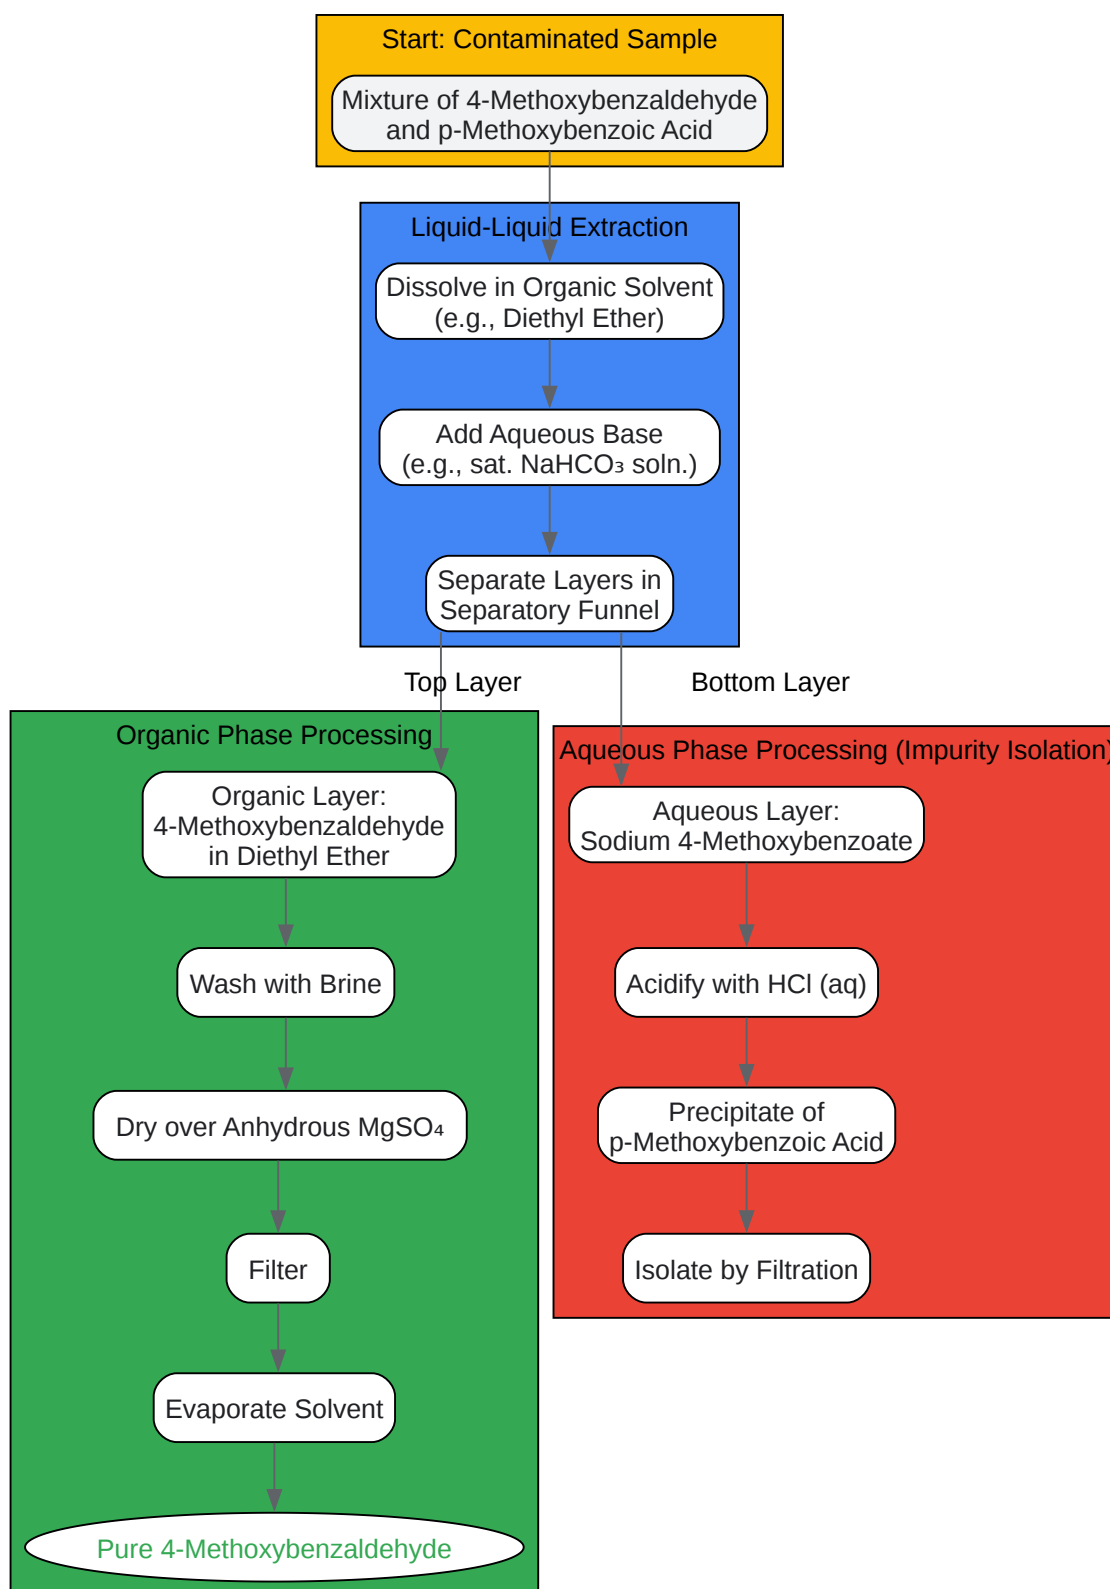 Start: Contaminated Sample
Mixture of 4-Methoxybenzaldehyde
and p-Methoxybenzoic Acid
Liquid-Liquid Extraction
Dissolve in Organic Solvent
(e.g., Diethyl Ether)
Add Aqueous Base
(e.g., sat. NaHCO₃ soln.)
Separate Layers in
Separatory Funnel
Top Layer
Bottom Layer
Organic Phase Processing
Organic Layer:
4-Methoxybenzaldehyde
in Diethyl Ether
Wash with Brine
Dry over Anhydrous MgSO₄
Filter
Evaporate Solvent
Pure 4-Methoxybenzaldehyde
Aqueous Phase Processing (Impurity Isolation)
Aqueous Layer:
Sodium 4-Methoxybenzoate
Acidify with HCl (aq)
Precipitate of
p-Methoxybenzoic Acid
Isolate by Filtration